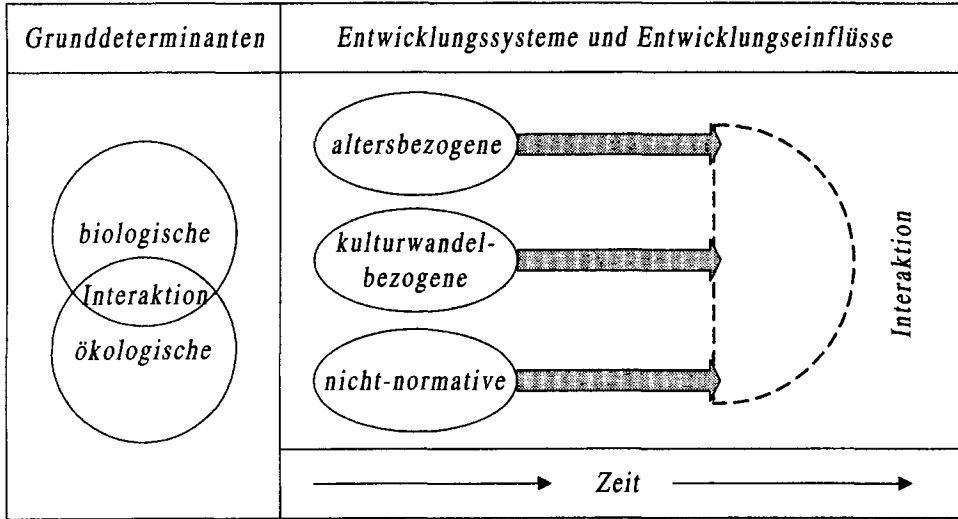 Grunddeterminanten
Entwicklungssysteme und Entwicklungseinflüsse
biologische
Interaktion
ökologische
altersbezogene
kulturwandel-
bezogene
nicht-normative
Interaktion
Zeit